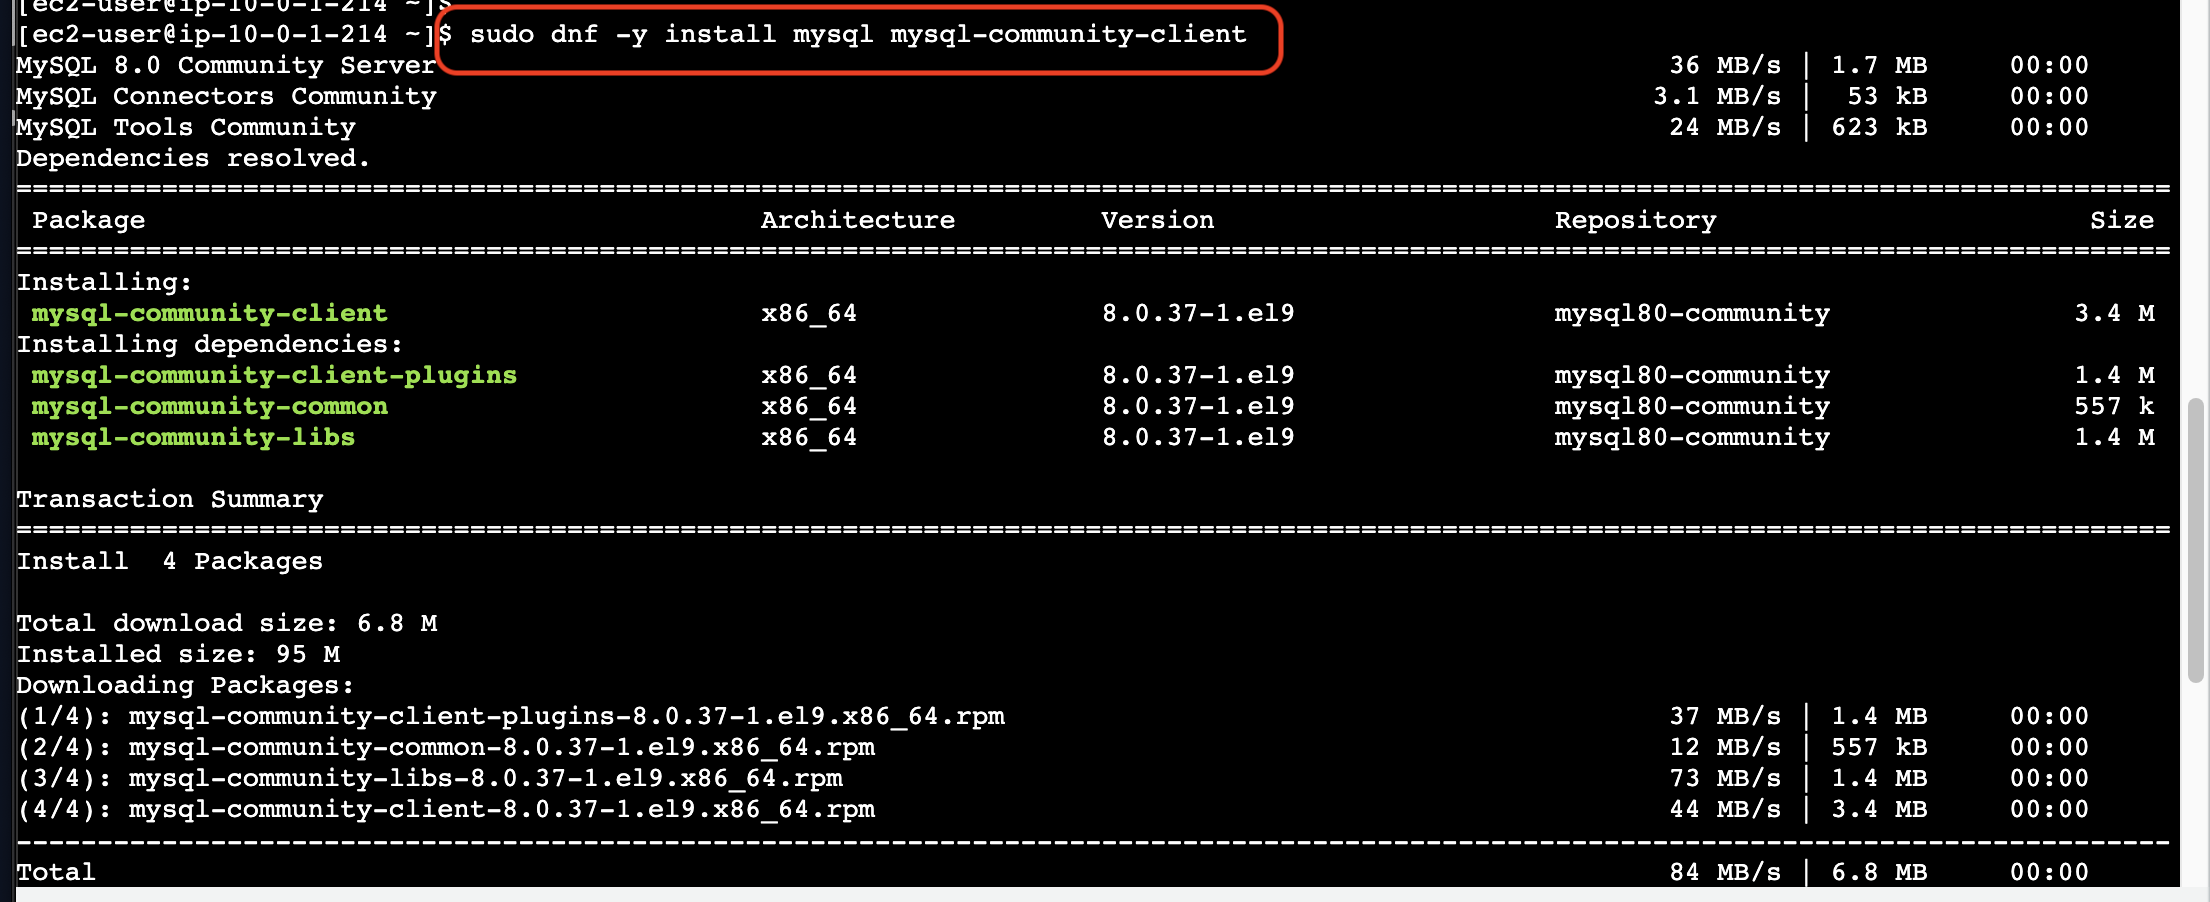 [ec2-user@ip-10-0-1-214 ~]$
[ec2-user@ip-10-0-1-214 ~]$ sudo dnf -y install mysql mysql-community-client
MySQL 8.0 Community Server 36 MB/s | 1.7 MB 00:00
MySQL Connectors Community 3.1 MB/s | 53 kB 00:00
MySQL Tools Community 24 MB/s | 623 kB 00:00
Dependencies resolved.
=====================================================================================================================================
Package Architecture Version Repository Size
=====================================================================================================================================
Installing:
mysql-community-client x86_64 8.0.37-1.el9 mysql80-community 3.4 M
Installing dependencies:
mysql-community-client-plugins x86_64 8.0.37-1.el9 mysql80-community 1.4 M
mysql-community-common x86_64 8.0.37-1.el9 mysql80-community 557 k
mysql-community-libs x86_64 8.0.37-1.el9 mysql80-community 1.4 M
Transaction Summary
=====================================================================================================================================
Install  4 Packages
Total download size: 6.8 M
Installed size: 95 M
Downloading Packages:
(1/4): mysql-community-client-plugins-8.0.37-1.el9.x86_64.rpm 37 MB/s | 1.4 MB 00:00
(2/4): mysql-community-common-8.0.37-1.el9.x86_64.rpm 12 MB/s | 557 kB 00:00
(3/4): mysql-community-libs-8.0.37-1.el9.x86_64.rpm 73 MB/s | 1.4 MB 00:00
(4/4): mysql-community-client-8.0.37-1.el9.x86_64.rpm 44 MB/s | 3.4 MB 00:00
-------------------------------------------------------------------------------------------------------------------------------------
Total 84 MB/s | 6.8 MB 00:00